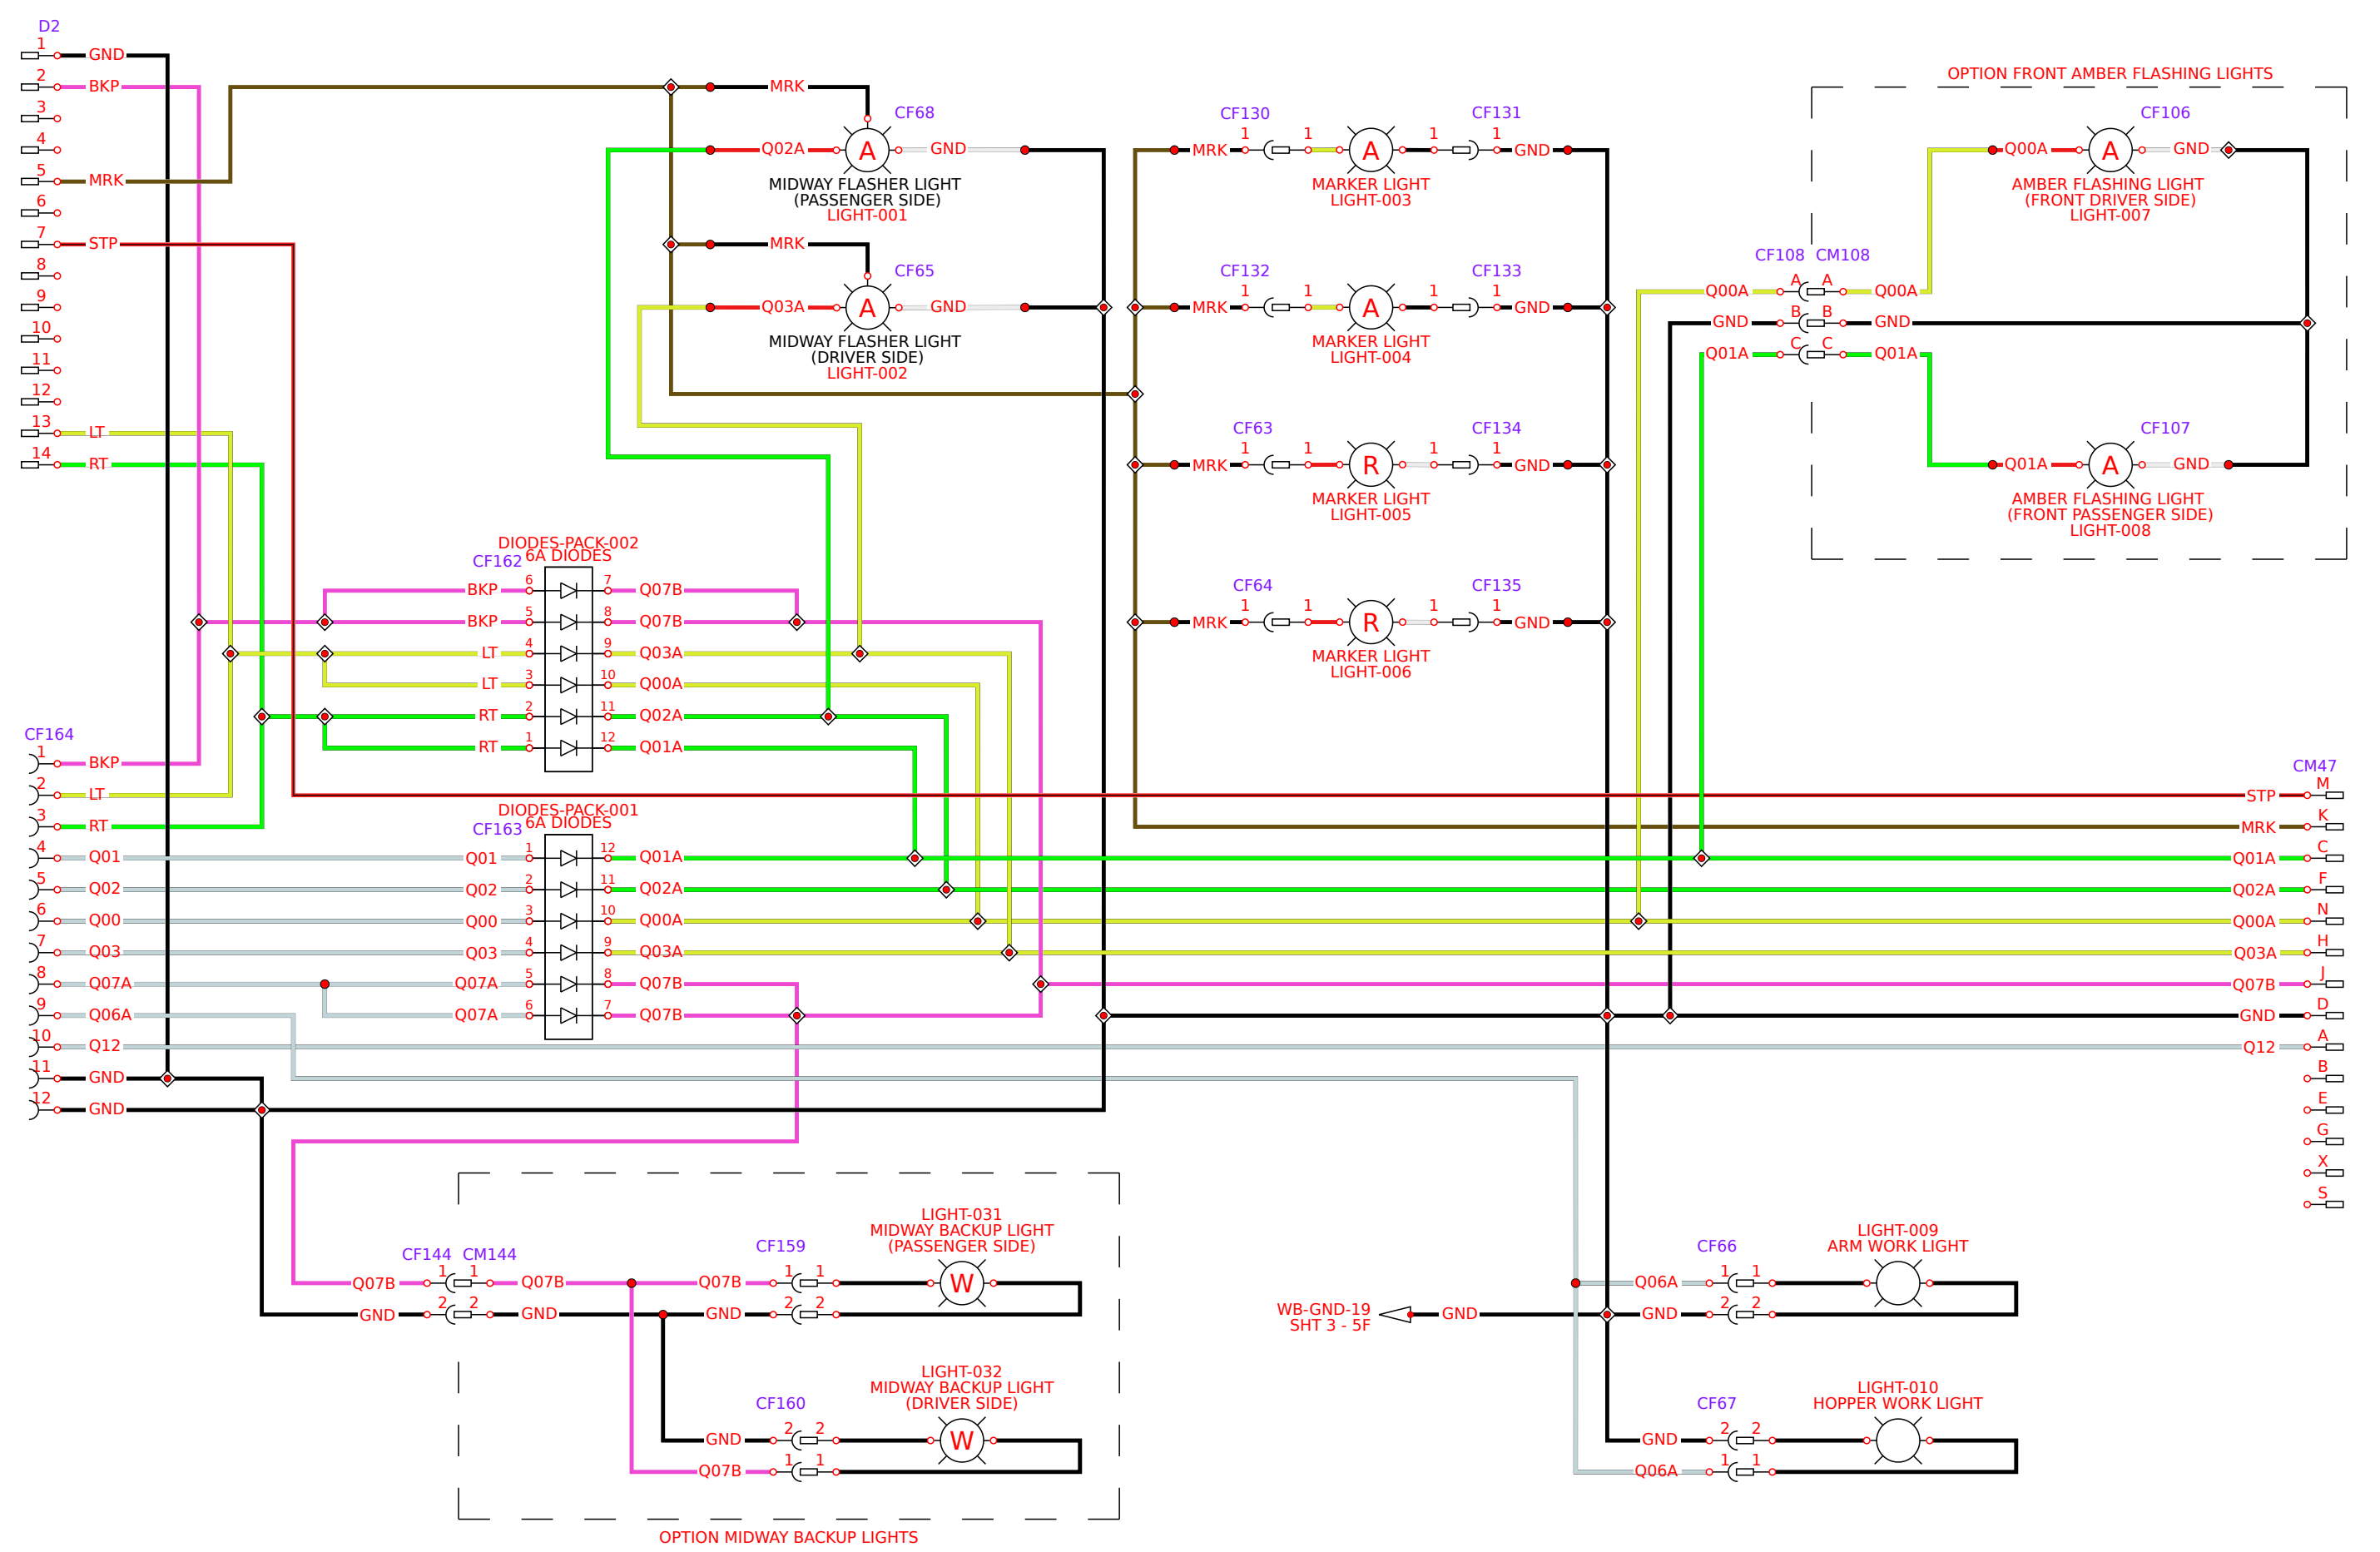 D2
1 GND
2 BKP
3
4
5 MRK
6
7 STP
8
9
10
11
12
13 LT
14 RT
CF164
1 BKP
2 LT
3 RT
4 Q01
5 Q02
6 Q00
7 Q03
8 Q07A
9 Q06A
10 Q12
11 GND
12 GND
MRK
CF68
Q02A A GND
MIDWAY FLASHER LIGHT
(PASSENGER SIDE)
LIGHT-001
MRK
CF65
Q03A A GND
MIDWAY FLASHER LIGHT
(DRIVER SIDE)
LIGHT-002
DIODES-PACK-002
6A DIODES
CF162
BKP 6 7 Q07B
BKP 5 8 Q07B
LT 4 9 Q03A
LT 3 10 Q00A
RT 2 11 Q02A
RT 1 12 Q01A
DIODES-PACK-001
6A DIODES
CF163
Q01 1 12 Q01A
Q02 2 11 Q02A
Q00 3 10 Q00A
Q03 4 9 Q03A
Q07A 5 8 Q07B
Q07A 6 7 Q07B
CF130 CF131
MRK 1 1 A 1 1 GND
MARKER LIGHT
LIGHT-003
CF132 CF133
MRK 1 1 A 1 1 GND
MARKER LIGHT
LIGHT-004
CF63 CF134
MRK 1 1 R 1 1 GND
MARKER LIGHT
LIGHT-005
CF64 CF135
MRK 1 1 R 1 1 GND
MARKER LIGHT
LIGHT-006
OPTION FRONT AMBER FLASHING LIGHTS
CF106
Q00A A GND
AMBER FLASHING LIGHT
(FRONT DRIVER SIDE)
LIGHT-007
CF108 CM108
Q00A A A Q00A
GND B B GND
Q01A C C Q01A
CF107
Q01A A GND
AMBER FLASHING LIGHT
(FRONT PASSENGER SIDE)
LIGHT-008
CM47
STP M
MRK K
Q01A C
Q02A F
Q00A N
Q03A H
Q07B J
GND D
Q12 A
B
E
G
X
S
LIGHT-031
MIDWAY BACKUP LIGHT
(PASSENGER SIDE)
CF144 CM144 CF159
Q07B 1 1 Q07B Q07B 1 1 W
GND 2 2 GND GND 2 2
LIGHT-032
MIDWAY BACKUP LIGHT
(DRIVER SIDE)
CF160
GND 2 2 W
Q07B 1 1
OPTION MIDWAY BACKUP LIGHTS
WB-GND-19
SHT 3 - 5F
GND
LIGHT-009
ARM WORK LIGHT
CF66
Q06A 1 1
GND 2 2
LIGHT-010
HOPPER WORK LIGHT
CF67
GND 2 2
Q06A 1 1